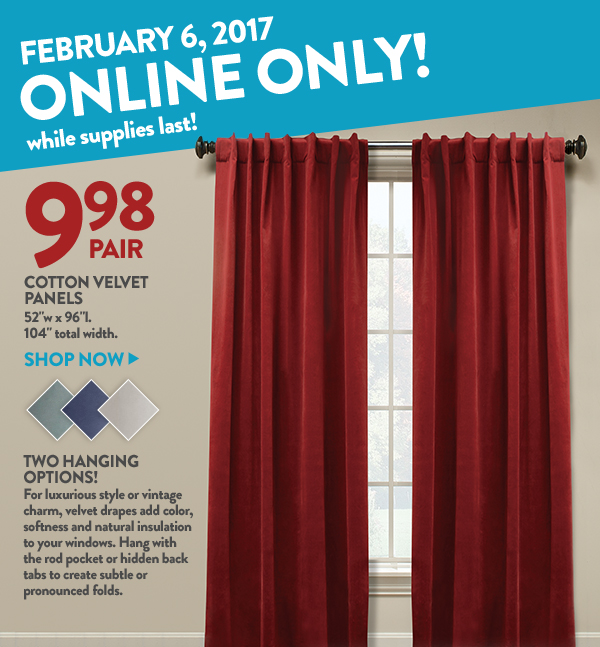 FEBRUARY 6, 2017
ONLINE ONLY!
while supplies last!
9 98
PAIR
COTTON VELVET
PANELS
52"w x 96"l.
104" total width.
SHOP NOW ▶
TWO HANGING
OPTIONS!
For luxurious style or vintage
charm, velvet drapes add color,
softness and natural insulation
to your windows. Hang with
the rod pocket or hidden back
tabs to create subtle or
pronounced folds.